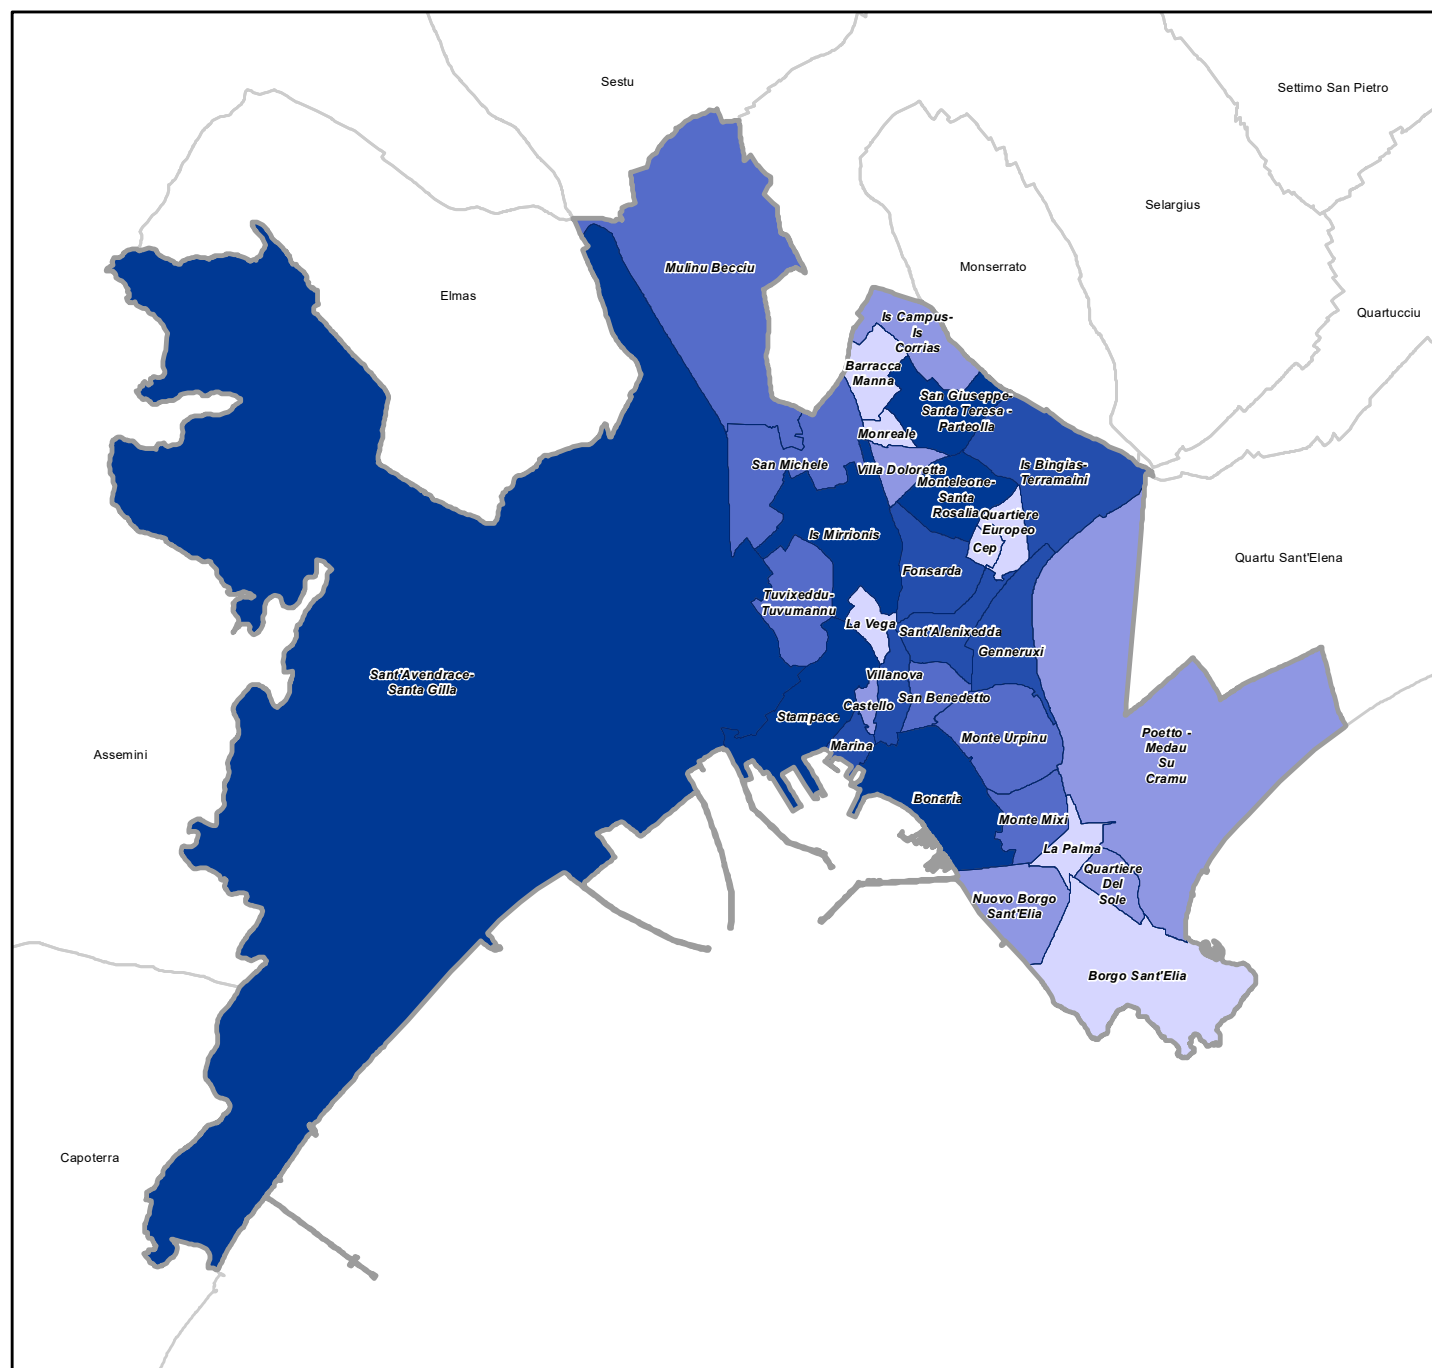 Sestu
Settimo San Pietro
Selargius
Mulinu Becciu
Monserrato
Elmas
Quartucciu
Is Campus-
Is
Corrias
Barracca
Manna
San Giuseppe-
Santa Teresa -
Parteolla
Monreale
San Michele
Villa Doloretta
Is Bingias-
Terramaini
Monteleone-
Santa
Rosalia
Quartiere
Europeo
Is Mirrionis
Cep
Quartu Sant'Elena
Fonsarda
Tuvixeddu-
Tuvumannu
La Vega
Sant'Alenixedda
Genneruxi
Sant'Avendrace-
Santa Gilla
Villanova
San Benedetto
Castello
Stampace
Monte Urpinu
Marina
Poetto -
Medau
Su
Cramu
Assemini
Bonaria
Monte Mixi
La Palma
Quartiere
Del
Sole
Nuovo Borgo
Sant'Elia
Borgo Sant'Elia
Capoterra